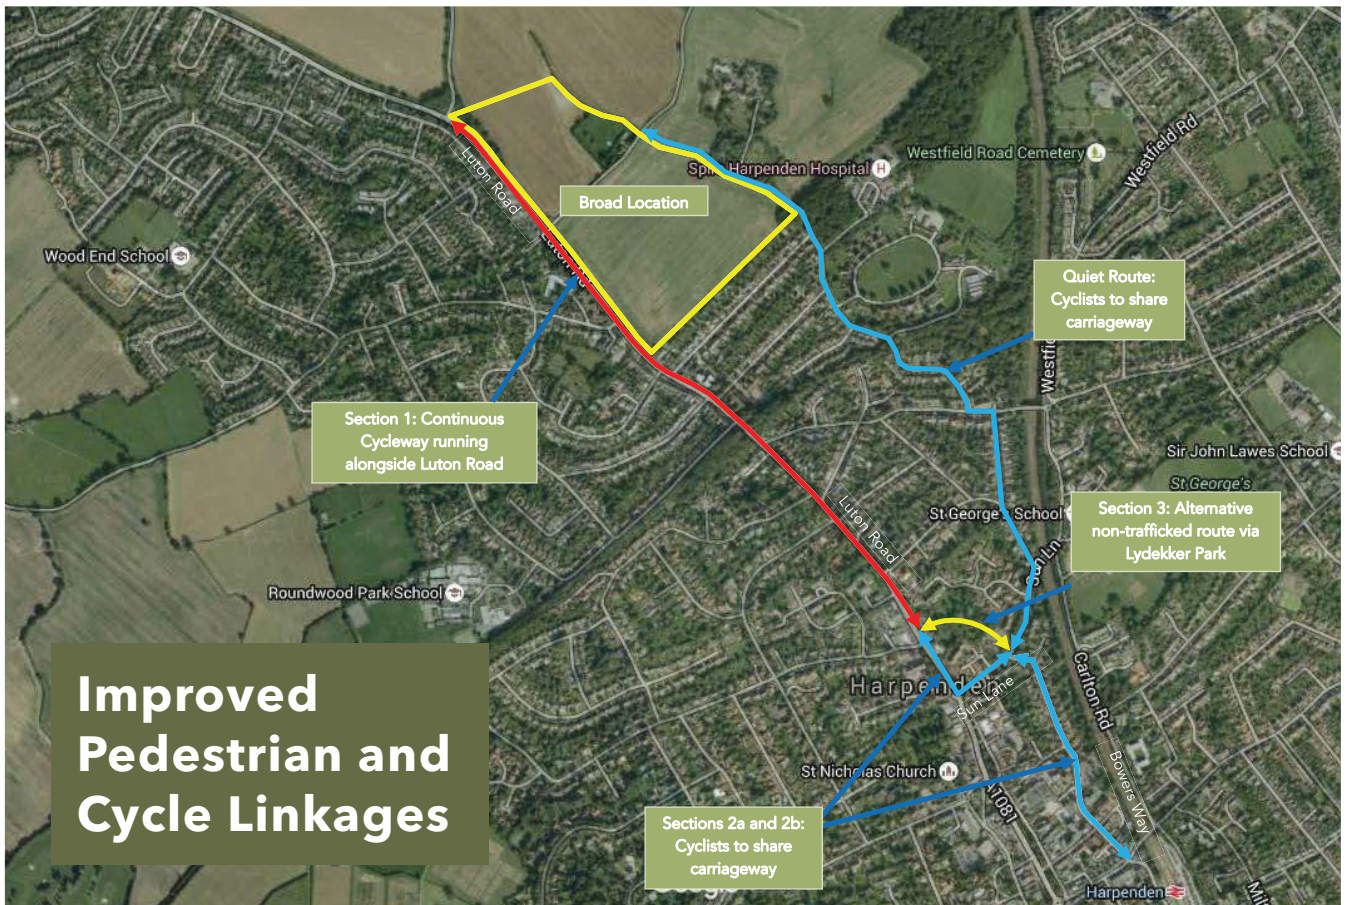 Luton Road
Spire Harpenden Hospital
Westfield Road Cemetery
Westfield Rd
Broad Location
Wood End School
Quiet Route:
Cyclists to share
carriageway
Section 1: Continuous
Cycleway running
alongside Luton Road
Sir John Lawes School
St George's
St George's School
Section 3: Alternative
non-trafficked route via
Lydekker Park
Luton Road
Sun Ln
Roundwood Park School
Harpenden
Sun Lane
Carlton Rd
Improved
Pedestrian and
Cycle Linkages
St Nicholas Church
A1081
Bowers Way
Sections 2a and 2b:
Cyclists to share
carriageway
Harpenden